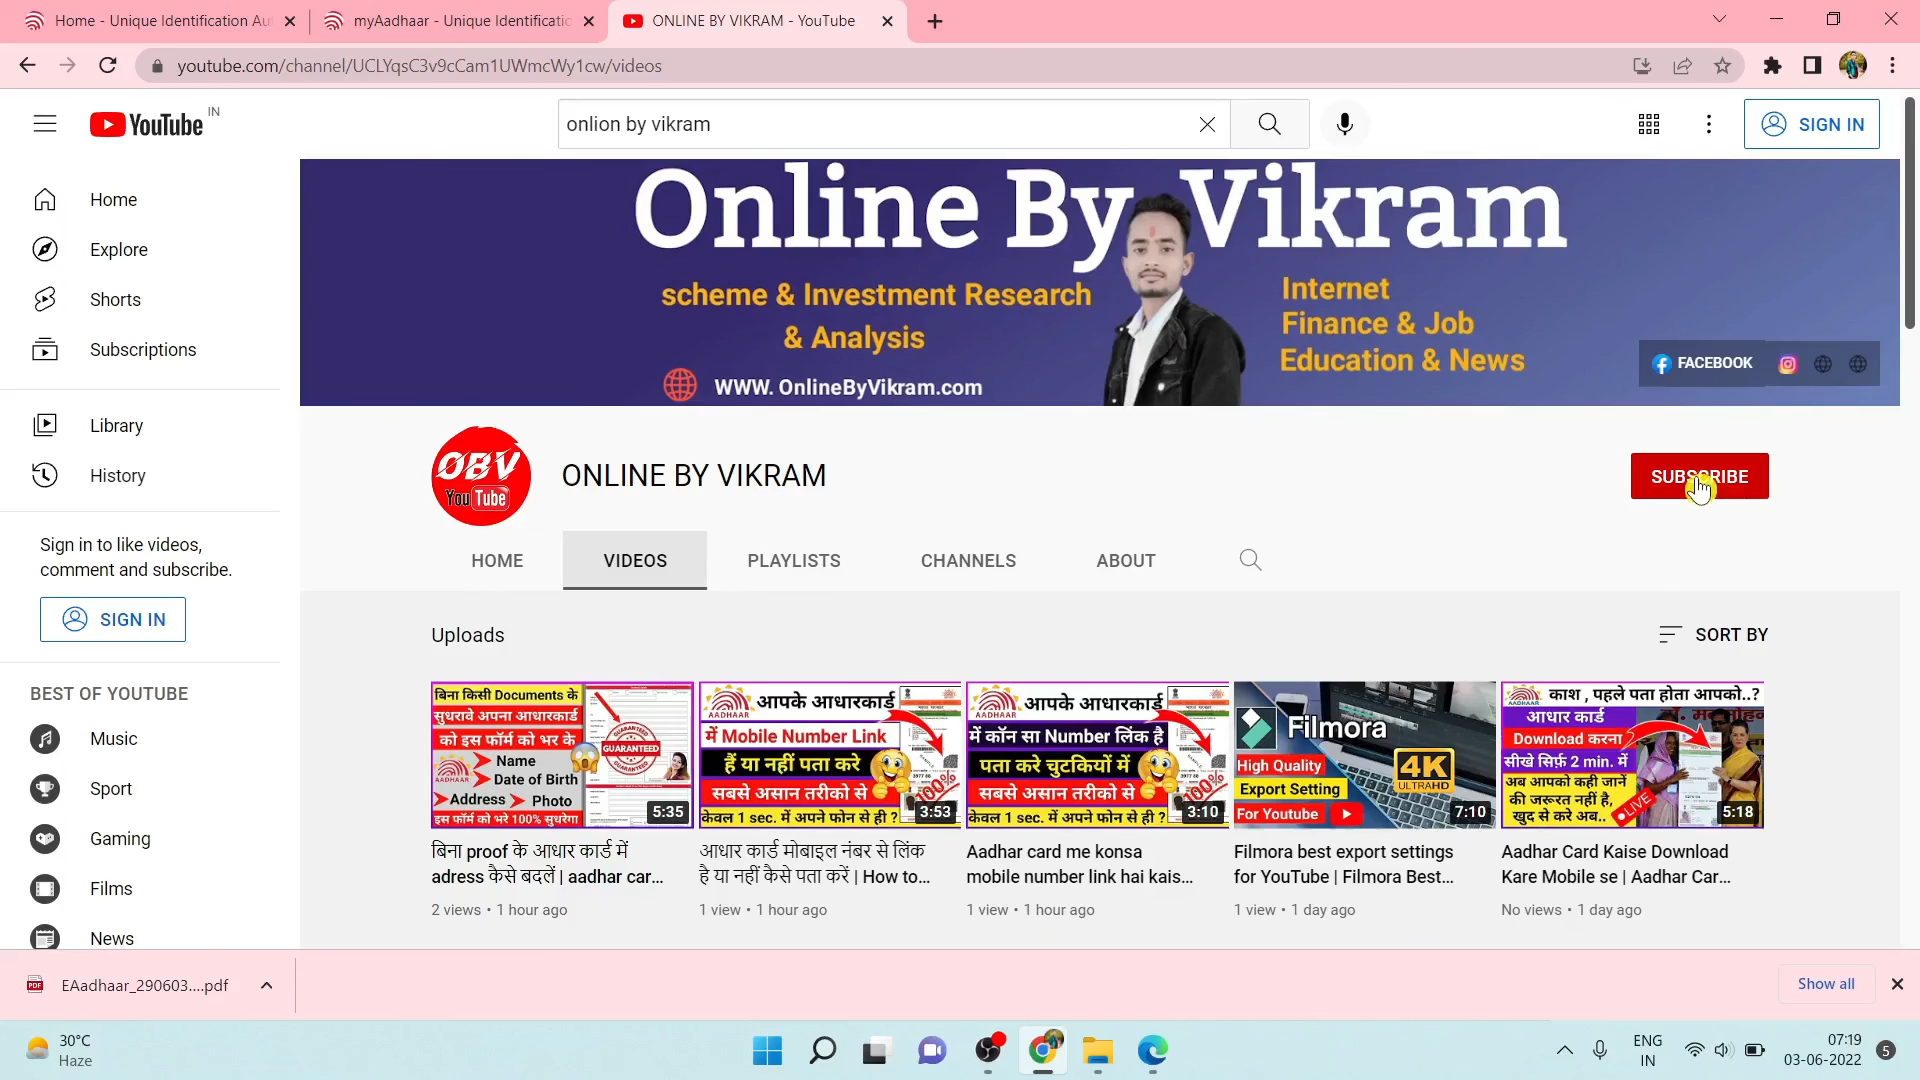 Home - Unique Identification Au
myAadhaar - Unique Identificatic
ONLINE BY VIKRAM - YouTube
youtube.com/channel/UCLYqsC3v9cCam1UWmcWy1cw/videos
YouTube IN
onlion by vikram
SIGN IN
Home
Explore
Shorts
Subscriptions
Library
History
Sign in to like videos,
comment and subscribe.
SIGN IN
BEST OF YOUTUBE
Music
Sport
Gaming
Films
News
Online By Vikram
scheme & Investment Research
& Analysis
WWW. OnlineByVikram.com
Internet
Finance & Job
Education & News
FACEBOOK
OBV
You Tube
ONLINE BY VIKRAM
SUBSCRIBE
HOME
VIDEOS
PLAYLISTS
CHANNELS
ABOUT
Uploads
SORT BY
बिना किसी Documents के
सुधरावे अपना आधारकार्ड
को इस फॉर्म को भर के
Name
Date of Birth
Address
Photo
इस फॉर्म को भरे 100% सुधरेगा
GUARANTEED
5:35
बिना proof के आधार कार्ड में
adress कैसे बदलें | aadhar car...
2 views • 1 hour ago
AADHAAR
आपके आधारकार्ड
में Mobile Number Link
हैं या नहीं पता करे
सबसे असान तरीको से
केवल 1 sec. में अपने फोन से ही ?
100%
3:53
आधार कार्ड मोबाइल नंबर से लिंक
है या नहीं कैसे पता करें | How to...
1 view • 1 hour ago
AADHAAR
आपके आधारकार्ड
में कॉन सा Number लिंक है
पता करे चुटकियों में
सबसे असान तरीको से
केवल 1 sec. में अपने फोन से ही ?
100%
3:10
Aadhar card me konsa
mobile number link hai kais...
1 view • 1 hour ago
Filmora
High Quality
Export Setting
For Youtube
4K
ULTRA HD
7:10
Filmora best export settings
for YouTube | Filmora Best...
1 view • 1 day ago
AADHAAR
काश , पहले पता होता आपको..?
आधार कार्ड
Download करना
सीखे सिर्फ़ 2 min. में
अब आपको कही जानें
की जरूरत नहीं है,
खुद से करे अब..
LIVE
5:18
Aadhar Card Kaise Download
Kare Mobile se | Aadhar Car...
No views • 1 day ago
EAadhaar_290603....pdf
Show all
30°C
Haze
ENG
IN
07:19
03-06-2022
5